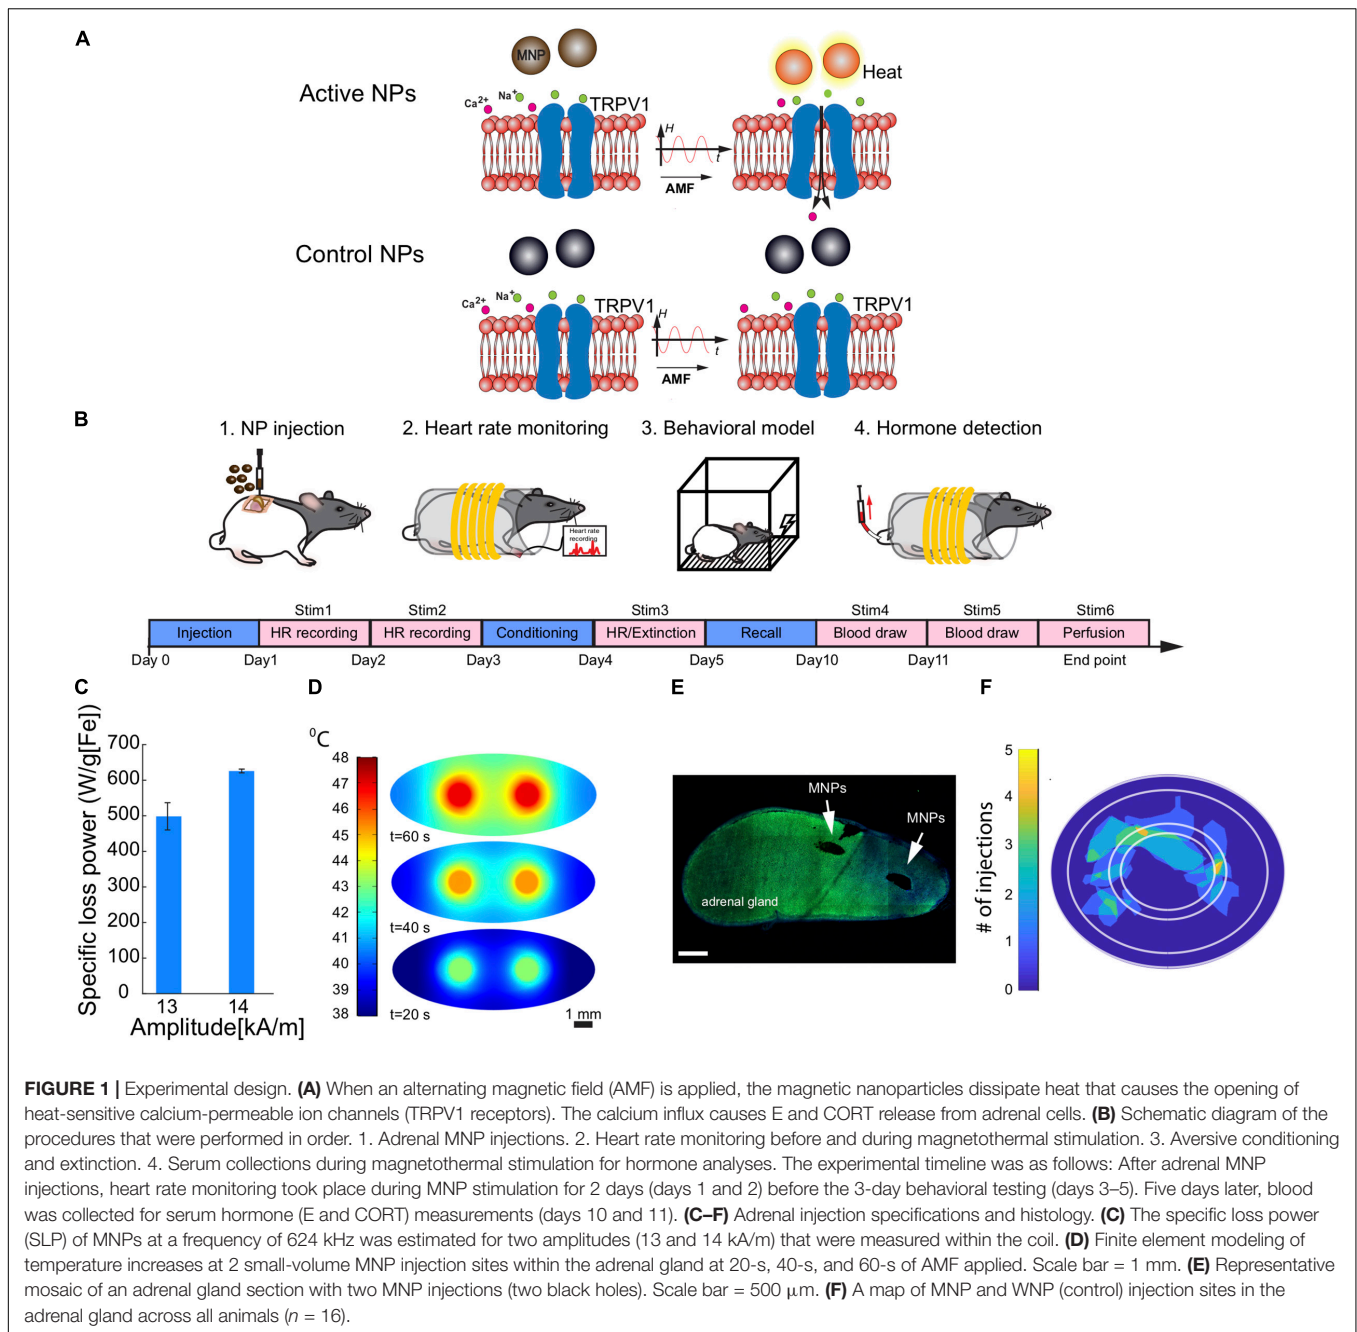 A
Active NPs
MNP
Ca2+
Na+
TRPV1
H
t
AMF
Heat
Control NPs
Ca2+
Na+
TRPV1
H
t
AMF
TRPV1
B
1. NP injection
2. Heart rate monitoring
3. Behavioral model
4. Hormone detection
Heart rate
recording
Stim1 Stim2 Stim3 Stim4 Stim5 Stim6
Injection HR recording HR recording Conditioning HR/Extinction Recall Blood draw Blood draw Perfusion
Day 0 Day1 Day2 Day3 Day4 Day5 Day10 Day11 End point
C
Specific loss power (W/g[Fe])
700
600
500
400
300
200
100
0
13 14
Amplitude[kA/m]
D
0C
48
46
45
44
43
42
41
40
39
38
t=60 s
t=40 s
t=20 s
1 mm
E
MNPs
MNPs
adrenal gland
F
# of injections
5
4
3
2
1
0
FIGURE 1 | Experimental design. (A) When an alternating magnetic field (AMF) is applied, the magnetic nanoparticles dissipate heat that causes the opening of
heat-sensitive calcium-permeable ion channels (TRPV1 receptors). The calcium influx causes E and CORT release from adrenal cells. (B) Schematic diagram of the
procedures that were performed in order. 1. Adrenal MNP injections. 2. Heart rate monitoring before and during magnetothermal stimulation. 3. Aversive conditioning
and extinction. 4. Serum collections during magnetothermal stimulation for hormone analyses. The experimental timeline was as follows: After adrenal MNP
injections, heart rate monitoring took place during MNP stimulation for 2 days (days 1 and 2) before the 3-day behavioral testing (days 3–5). Five days later, blood
was collected for serum hormone (E and CORT) measurements (days 10 and 11). (C–F) Adrenal injection specifications and histology. (C) The specific loss power
(SLP) of MNPs at a frequency of 624 kHz was estimated for two amplitudes (13 and 14 kA/m) that were measured within the coil. (D) Finite element modeling of
temperature increases at 2 small-volume MNP injection sites within the adrenal gland at 20-s, 40-s, and 60-s of AMF applied. Scale bar = 1 mm. (E) Representative
mosaic of an adrenal gland section with two MNP injections (two black holes). Scale bar = 500 μm. (F) A map of MNP and WNP (control) injection sites in the
adrenal gland across all animals (n = 16).